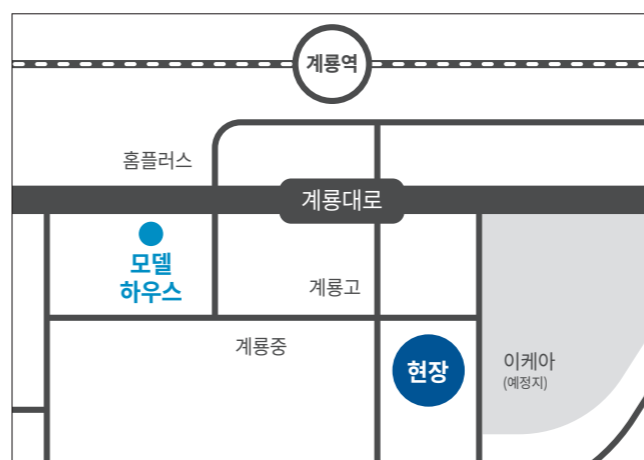 계룡역
홈플러스
계룡대로
모델
하우스
계룡고
계룡중
현장
이케아
(예정지)